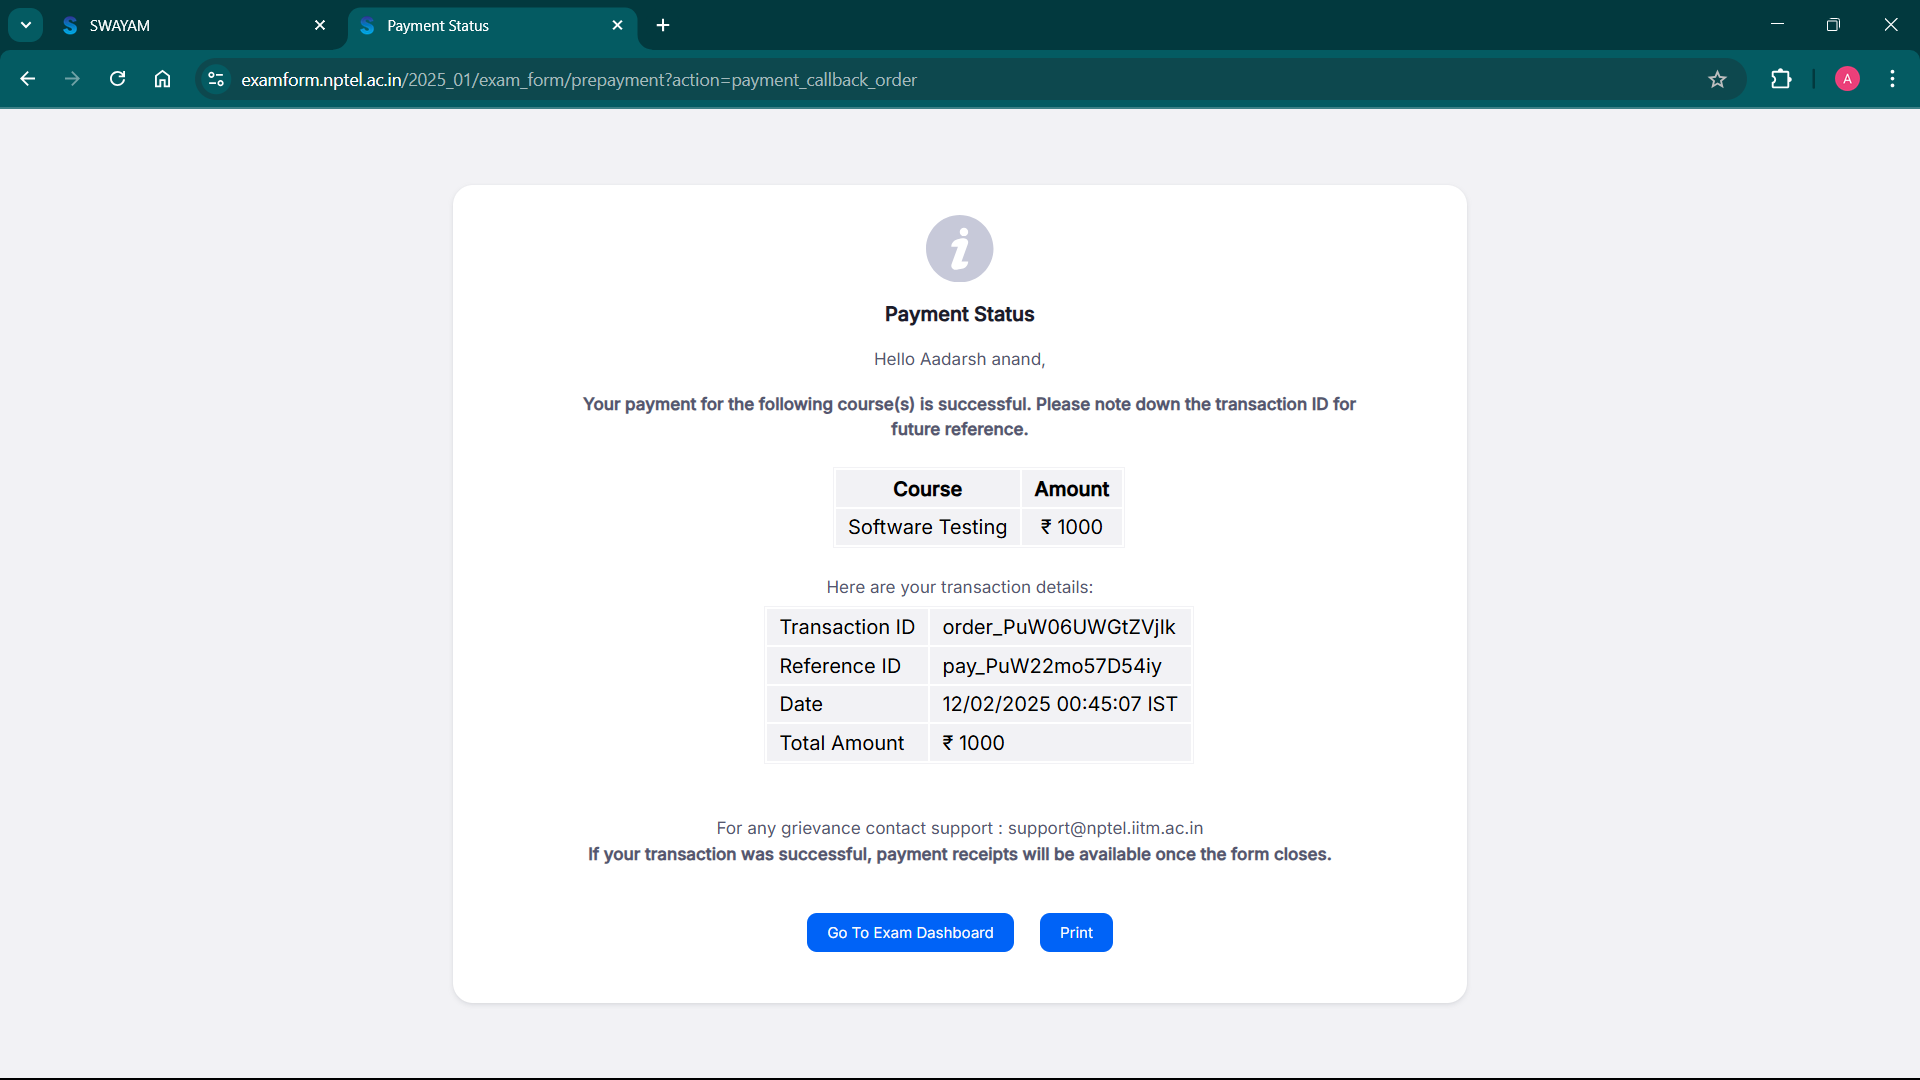 SWAYAM
Payment Status
examform.nptel.ac.in/2025_01/exam_form/prepayment?action=payment_callback_order
A
Payment Status
Hello Aadarsh anand,
Your payment for the following course(s) is successful. Please note down the transaction ID for
future reference.
Course Amount
Software Testing ₹ 1000
Here are your transaction details:
Transaction ID order_PuW06UWGtZVjlk
Reference ID pay_PuW22mo57D54iy
Date 12/02/2025 00:45:07 IST
Total Amount ₹ 1000
For any grievance contact support : support@nptel.iitm.ac.in
If your transaction was successful, payment receipts will be available once the form closes.
Go To Exam Dashboard Print